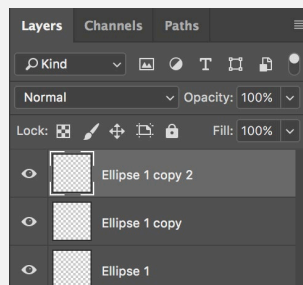 Layers Channels Paths
Kind
Normal Opacity: 100%
Lock: Fill: 100%
Ellipse 1 copy 2
Ellipse 1 copy
Ellipse 1